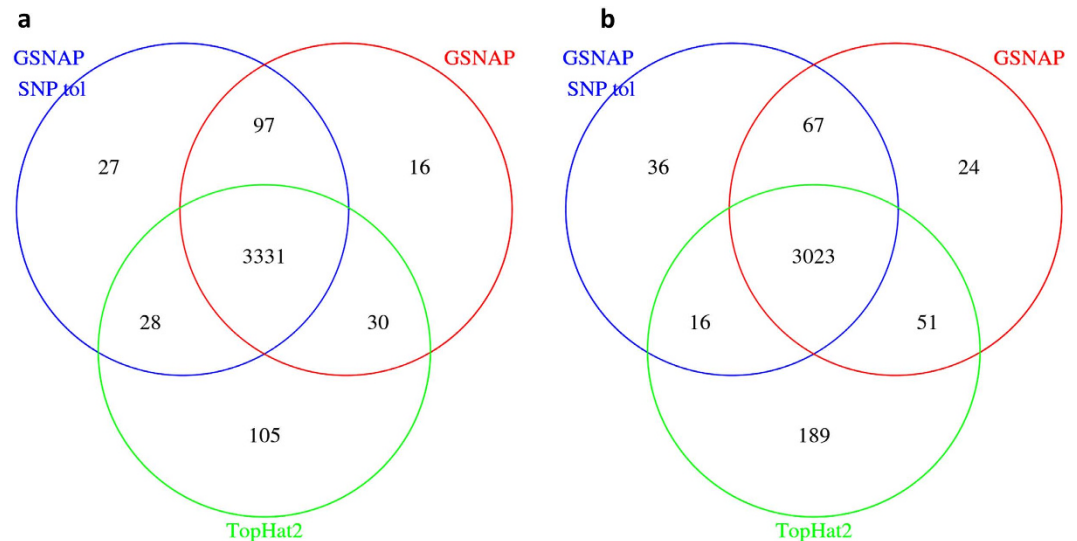 a
GSNAP
SNP tol
GSNAP
97
27
16
3331
28
30
105
TopHat2
b
GSNAP
SNP tol
GSNAP
67
36
24
3023
16
51
189
TopHat2